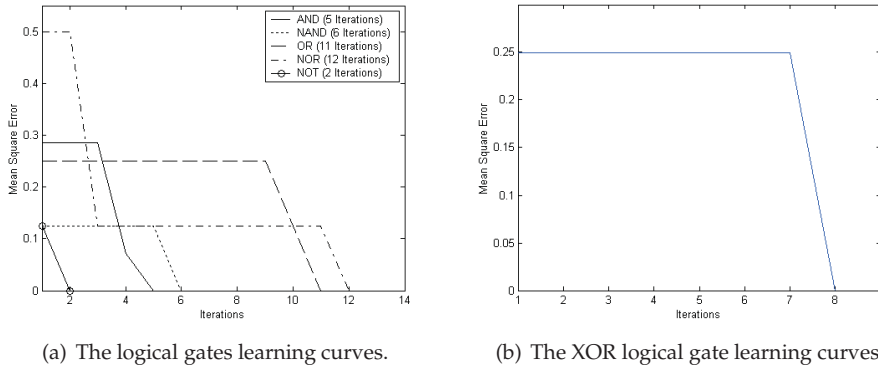 AND (5 Iterations)
NAND (6 Iterations)
OR (11 Iterations)
NOR (12 Iterations)
NOT (2 Iterations)
0.5
0.4
0.3
0.2
0.1
0
Mean Square Error
2
4
6
8
10
12
14
Iterations
(a) The logical gates learning curves.
0.25
0.2
0.15
0.1
0.05
0
Mean Square Error
1
2
3
4
5
6
7
8
Iterations
(b) The XOR logical gate learning curves